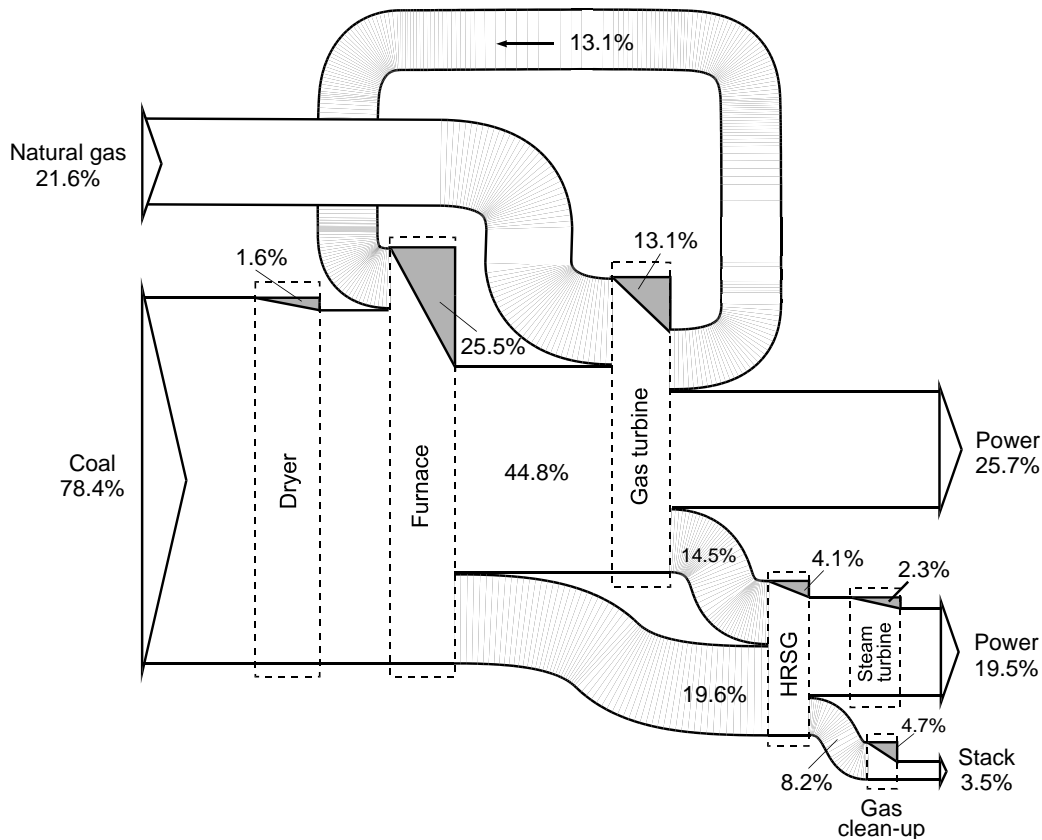 13.1%
Natural gas
21.6%
1.6%
13.1%
25.5%
Coal
78.4%
Dryer
Furnace
44.8%
Gas turbine
Power
25.7%
14.5%
4.1%
2.3%
19.6%
HRSG
Steam
turbine
Power
19.5%
4.7%
8.2%
Stack
3.5%
Gas
clean-up